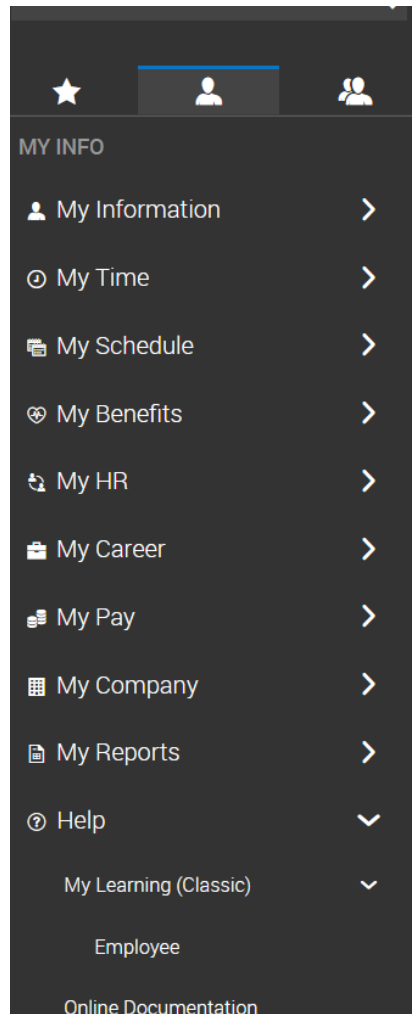 MY INFO
My Information
My Time
My Schedule
My Benefits
My HR
My Career
My Pay
My Company
My Reports
Help
My Learning (Classic)
Employee
Online Documentation